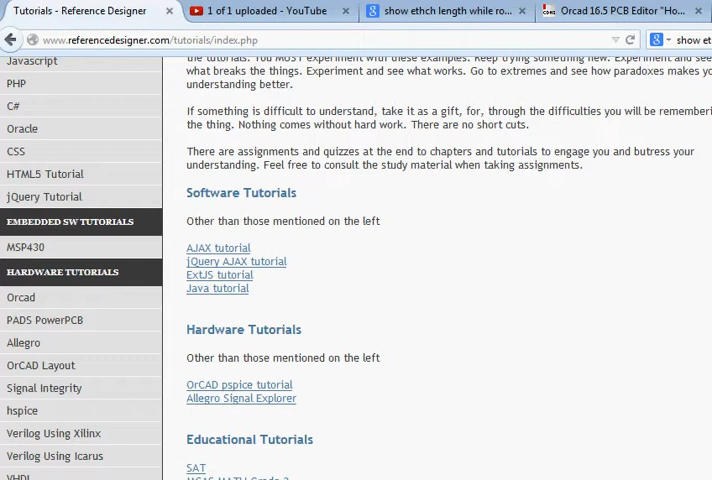 Tutorials - Reference Designer
1 of 1 uploaded - YouTube
show ethch length while ro...
Orcad 16.5 PCB Editor "Ho...
www.referencedesigner.com/tutorials/index.php
show et
Javascript
PHP
C#
Oracle
CSS
HTML5 Tutorial
jQuery Tutorial
EMBEDDED SW TUTORIALS
MSP430
HARDWARE TUTORIALS
Orcad
PADS PowerPCB
Allegro
OrCAD Layout
Signal Integrity
hspice
Verilog Using Xilinx
Verilog Using Icarus
VHDL
the tutorials. You MOST experiment with these examples. Keep trying something new. Experiment and see
what breaks the things. Experiment and see what works. Go to extremes and see how paradoxes makes yo
understanding better.
If something is difficult to understand, take it as a gift, for, through the difficulties you will be rememberi
the thing. Nothing comes without hard work. There are no short cuts.
There are assignments and quizzes at the end to chapters and tutorials to engage you and butress your
understanding. Feel free to consult the study material when taking assignments.
Software Tutorials
Other than those mentioned on the left
AJAX tutorial
jQuery AJAX tutorial
ExtJS tutorial
Java tutorial
Hardware Tutorials
Other than those mentioned on the left
OrCAD pspice tutorial
Allegro Signal Explorer
Educational Tutorials
SAT